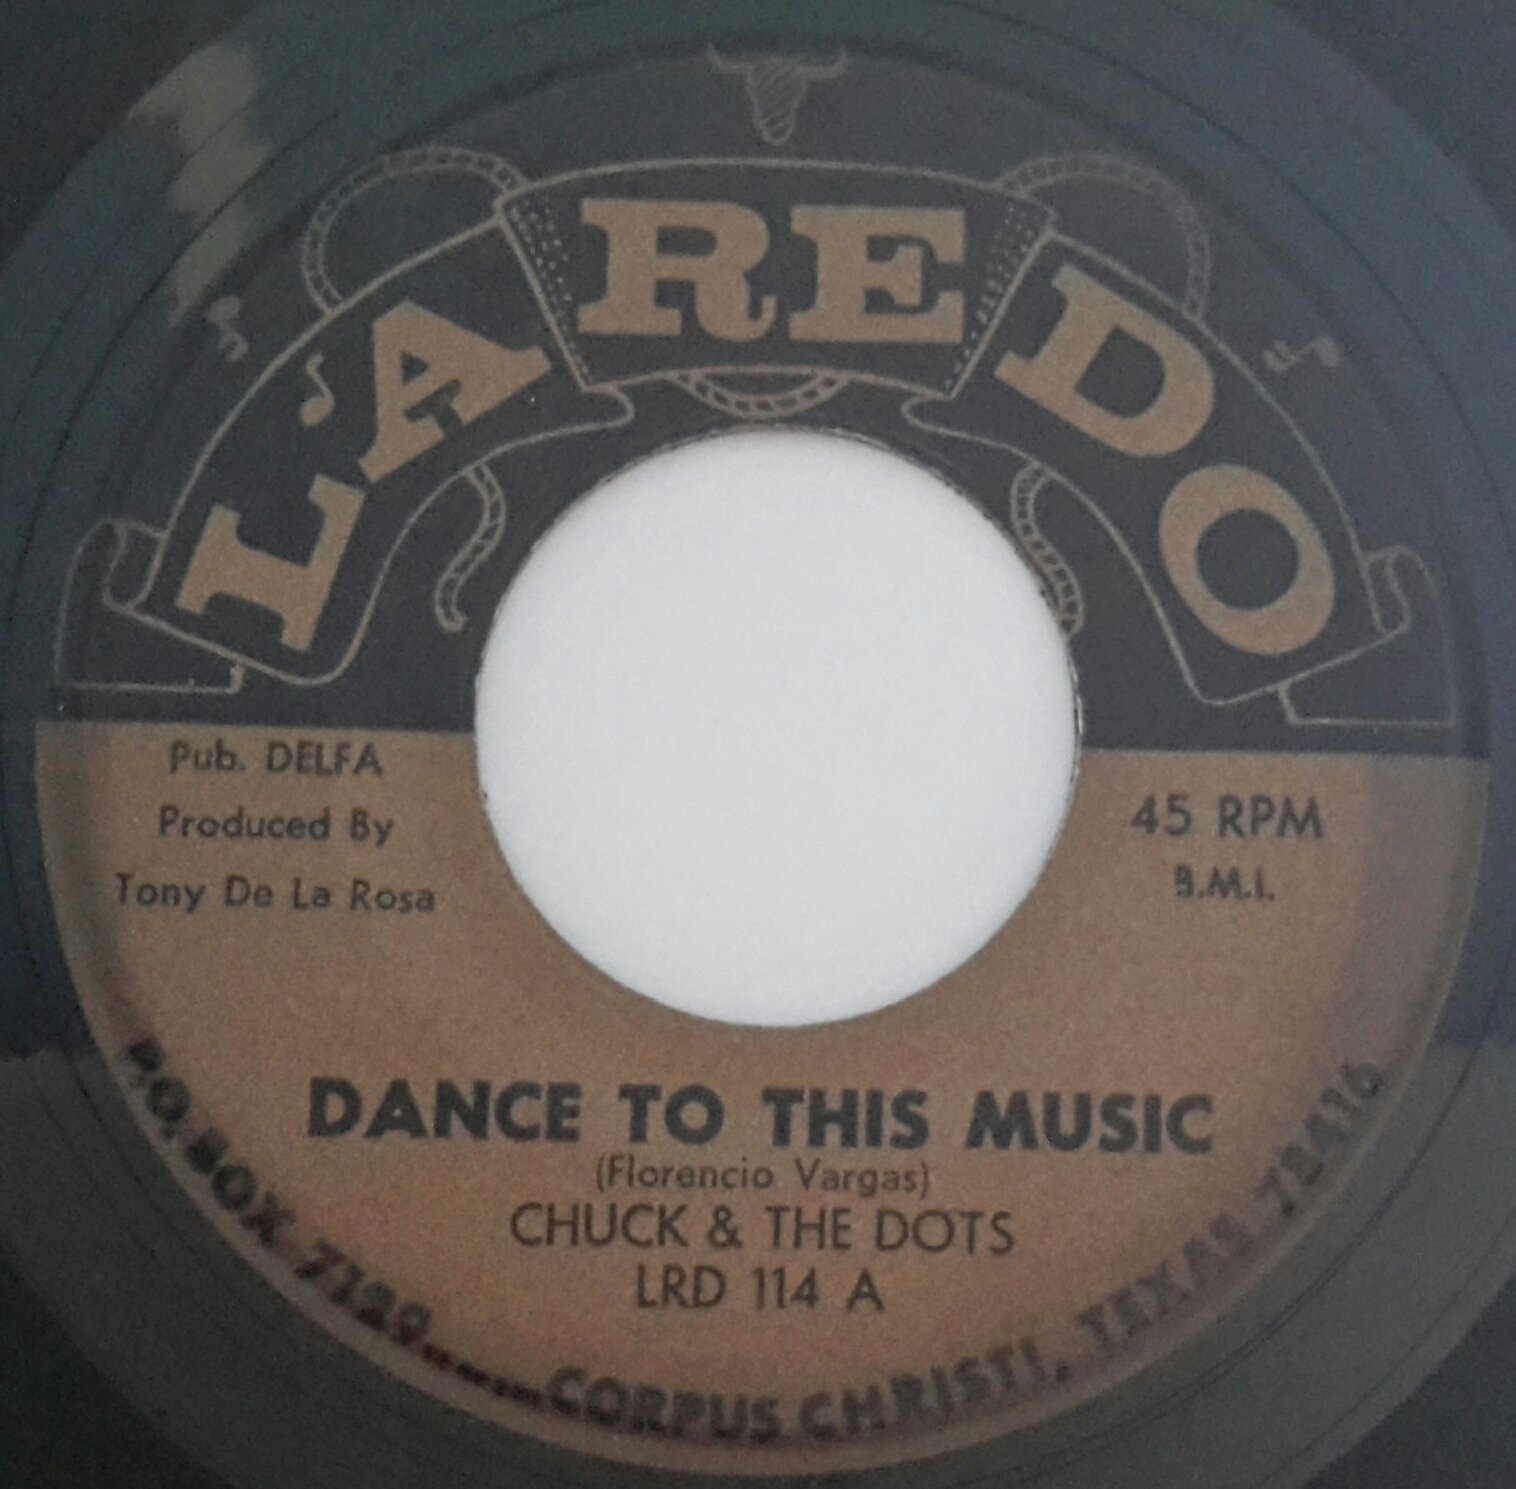 LAREDO
Pub. DELFA
Produced By
Tony De La Rosa
45 RPM
B.M.I.
DANCE TO THIS MUSIC
(Florencio Vargas)
CHUCK & THE DOTS
LRD 114 A
P.O. BOX 7129........CORPUS CHRISTI, TEXAS 78416